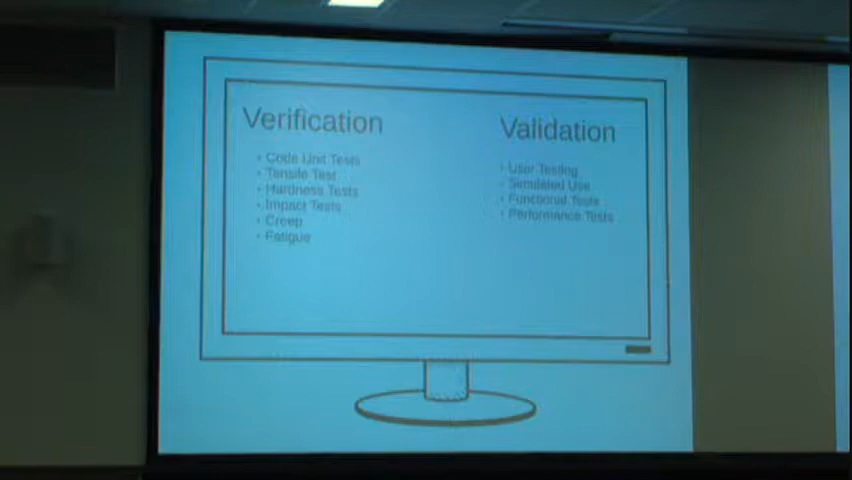 Verification
• Code Unit Tests
• Tensile Test
• Hardness Tests
• Impact Tests
• Creep
• Fatigue
Validation
• User Testing
• Simulated Use
• Functional Tests
• Performance Tests